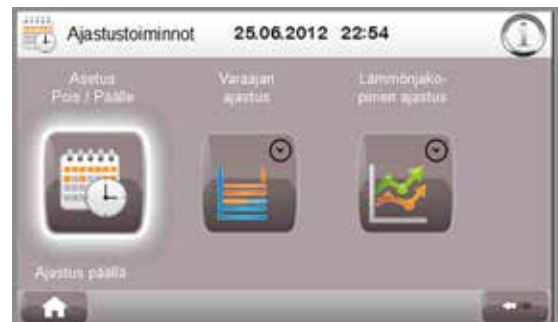 Ajastustoiminnot 25.06.2012 22:54
Asetus
Pois / Päälle
Varaajan
ajastus
Lämmönjako-
piirien ajastus
Ajastus päällä